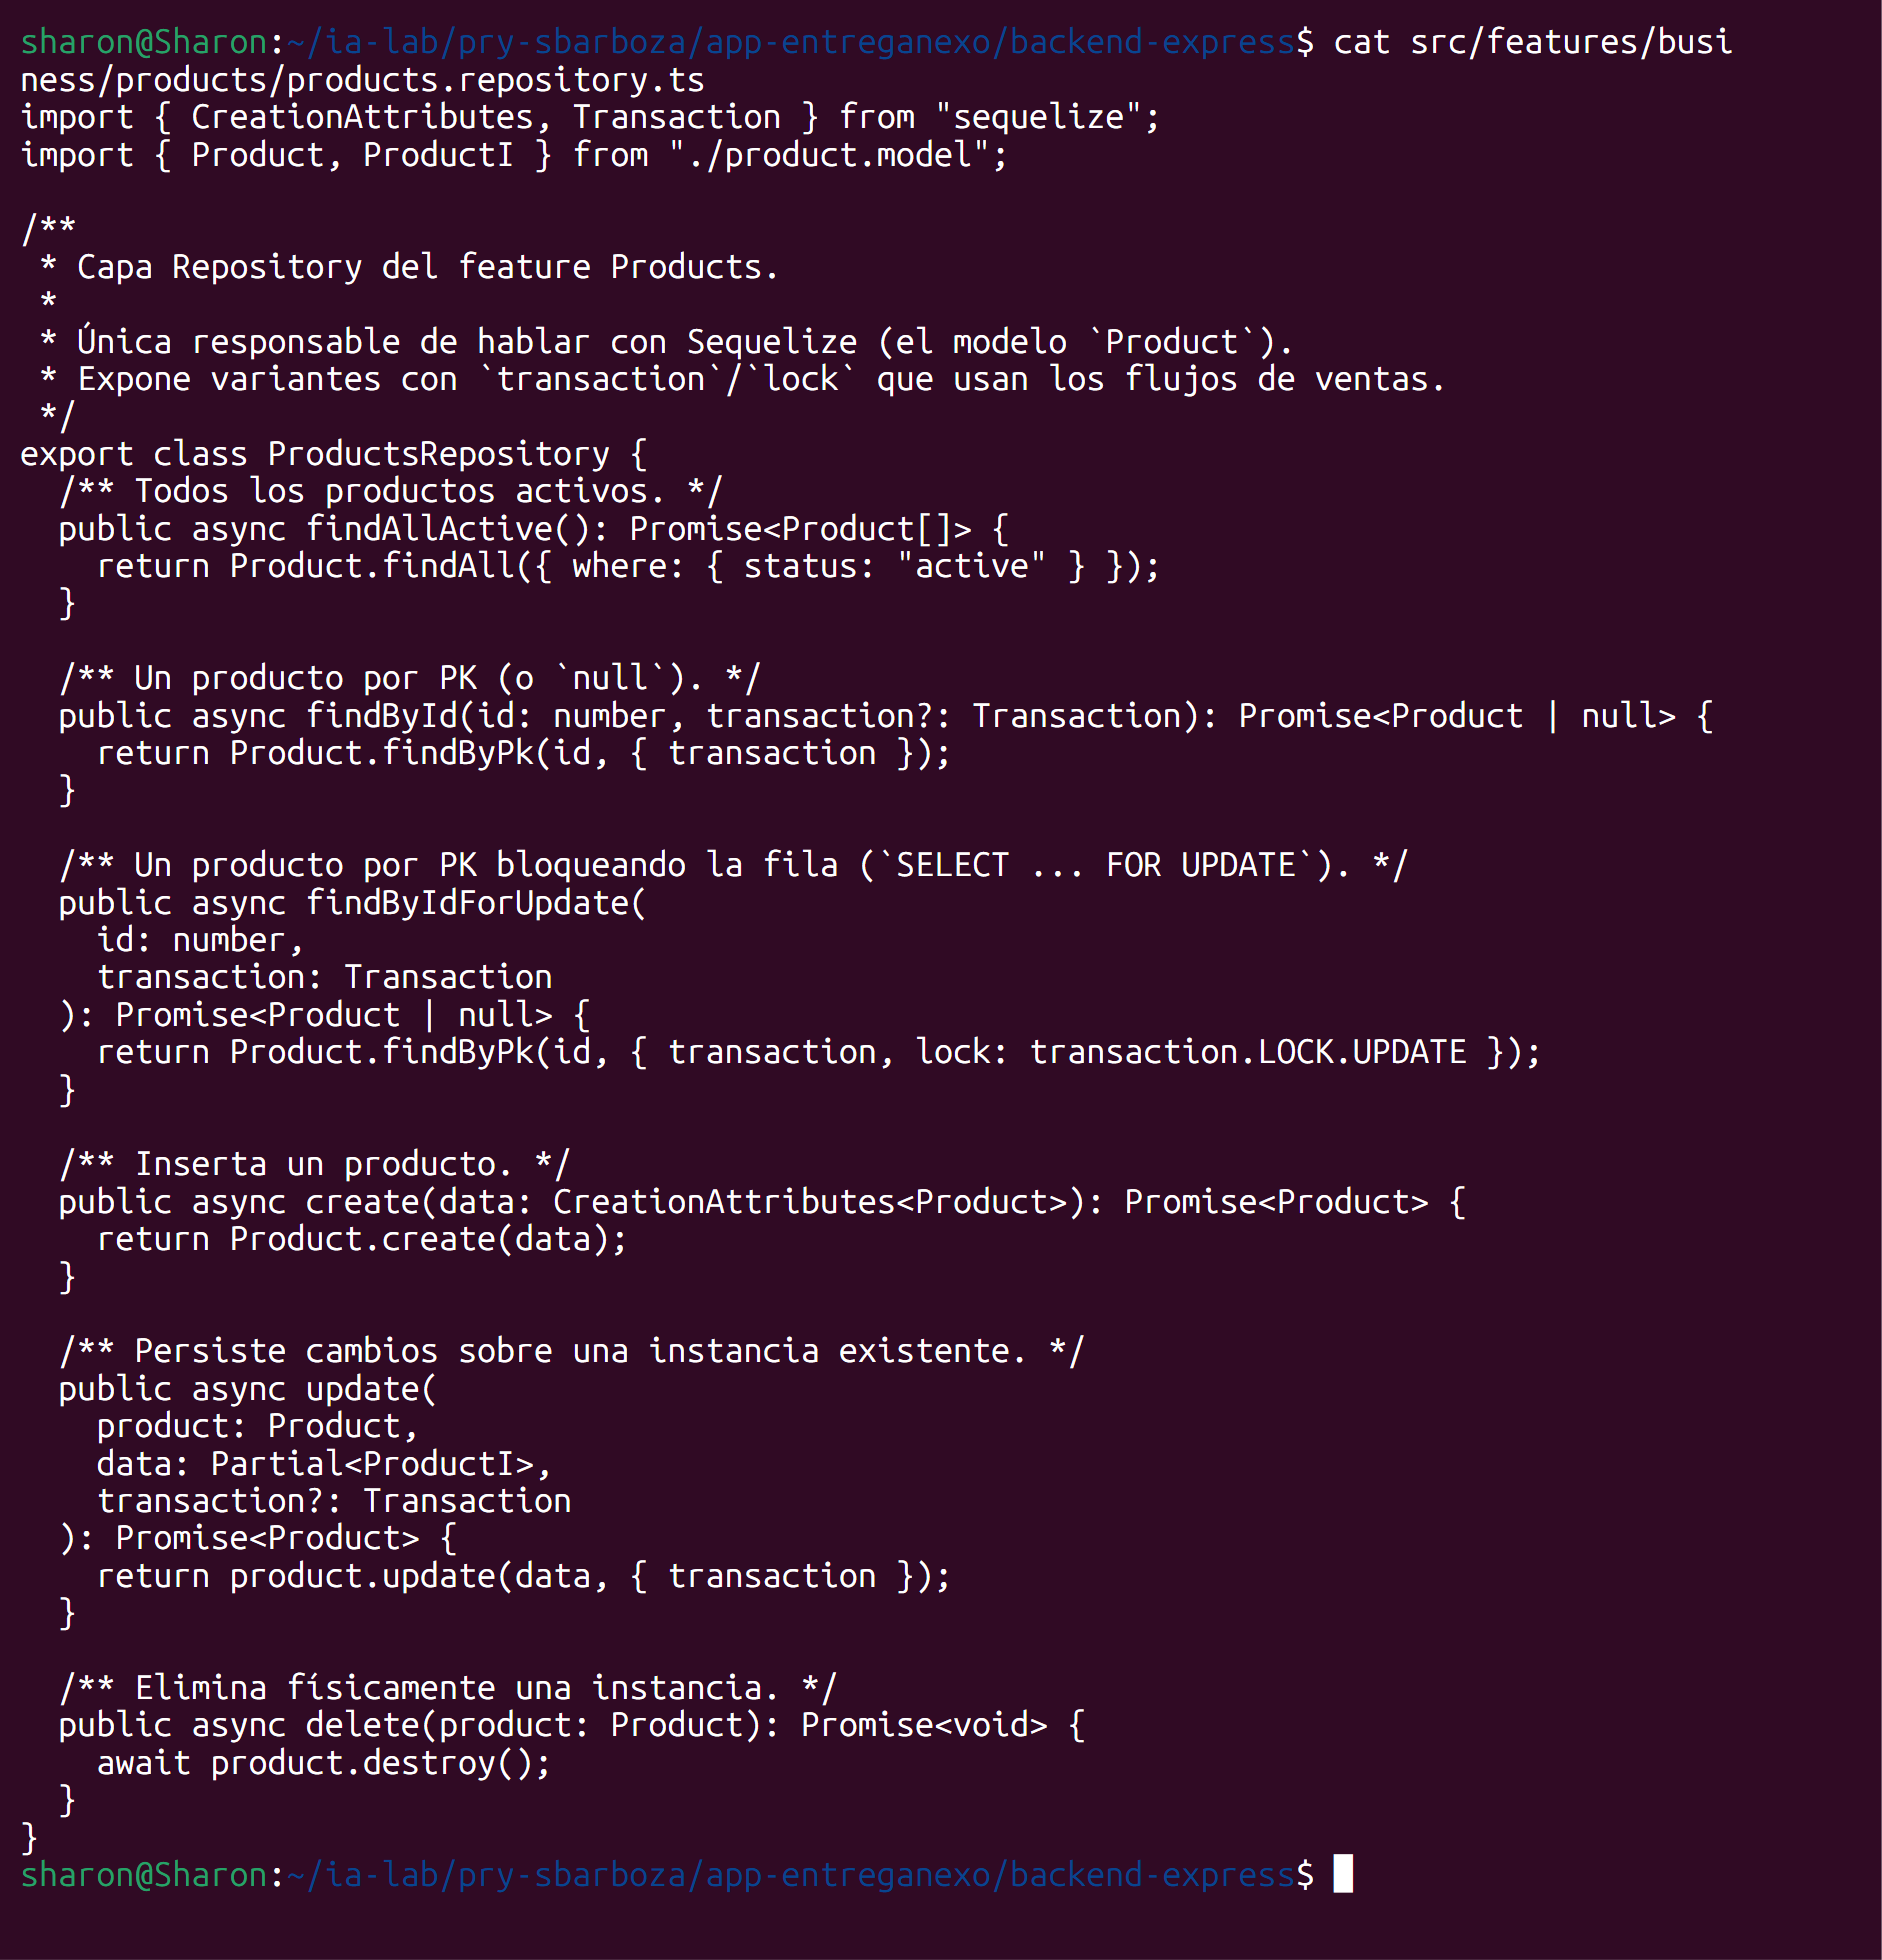 sharon@Sharon:~/ia-lab/pry-sbarboza/app-entreganexo/backend-express$ cat src/features/busi
ness/products/products.repository.ts
import { CreationAttributes, Transaction } from "sequelize";
import { Product, ProductI } from "./product.model";

/**
 * Capa Repository del feature Products.
 *
 * Única responsable de hablar con Sequelize (el modelo `Product`).
 * Expone variantes con `transaction`/`lock` que usan los flujos de ventas.
 */
export class ProductsRepository {
  /** Todos los productos activos. */
  public async findAllActive(): Promise<Product[]> {
    return Product.findAll({ where: { status: "active" } });
  }

  /** Un producto por PK (o `null`). */
  public async findById(id: number, transaction?: Transaction): Promise<Product | null> {
    return Product.findByPk(id, { transaction });
  }

  /** Un producto por PK bloqueando la fila (`SELECT ... FOR UPDATE`). */
  public async findByIdForUpdate(
    id: number,
    transaction: Transaction
  ): Promise<Product | null> {
    return Product.findByPk(id, { transaction, lock: transaction.LOCK.UPDATE });
  }

  /** Inserta un producto. */
  public async create(data: CreationAttributes<Product>): Promise<Product> {
    return Product.create(data);
  }

  /** Persiste cambios sobre una instancia existente. */
  public async update(
    product: Product,
    data: Partial<ProductI>,
    transaction?: Transaction
  ): Promise<Product> {
    return product.update(data, { transaction });
  }

  /** Elimina físicamente una instancia. */
  public async delete(product: Product): Promise<void> {
    await product.destroy();
  }
}
sharon@Sharon:~/ia-lab/pry-sbarboza/app-entreganexo/backend-express$